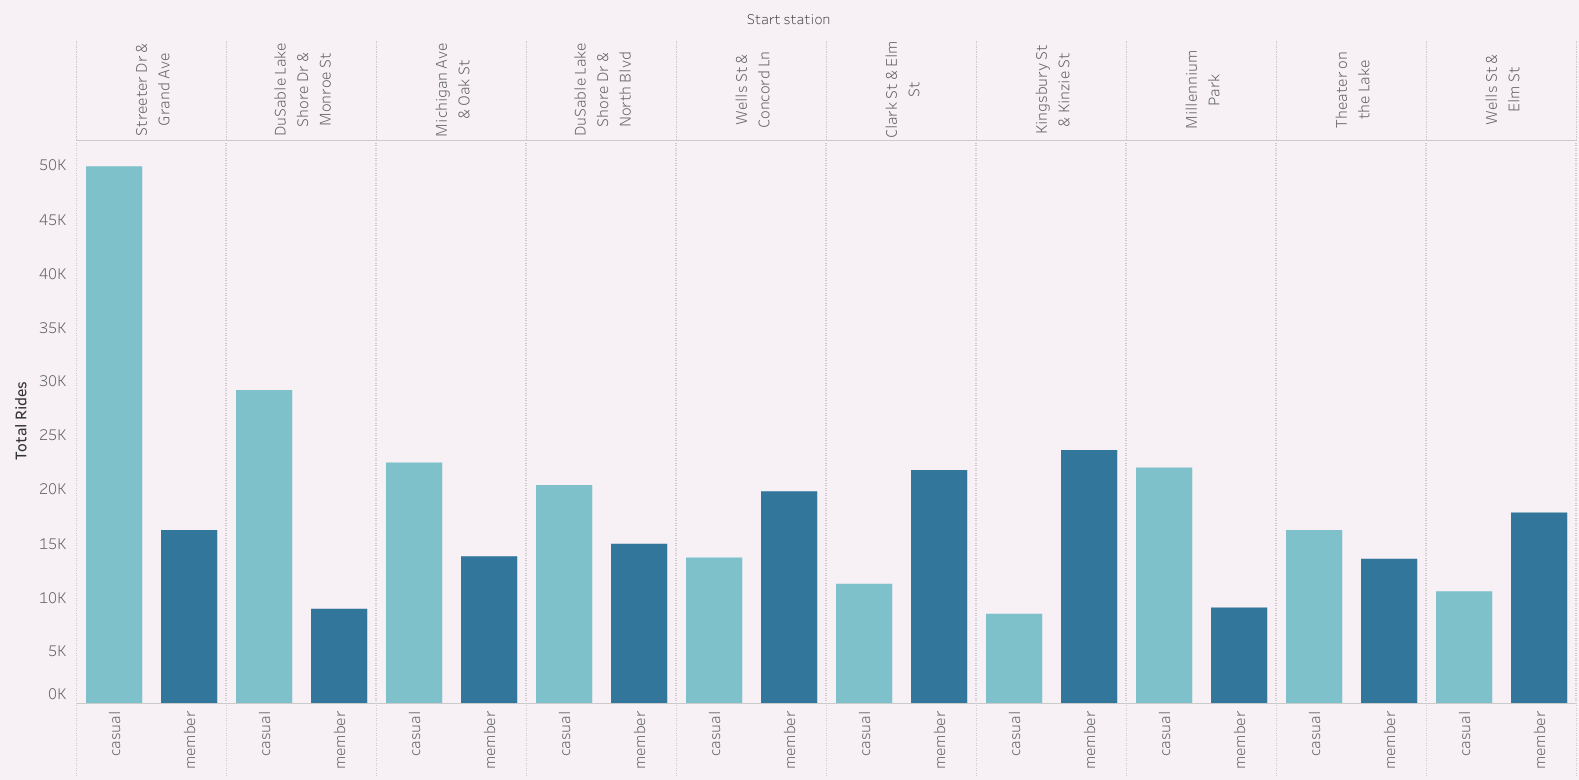 Start station
Streeter Dr &
Grand Ave
DuSable Lake
Shore Dr &
Monroe St
Michigan Ave
& Oak St
DuSable Lake
Shore Dr &
North Blvd
Wells St &
Concord Ln
Clark St & Elm
St
Kingsbury St
& Kinzie St
Millennium
Park
Theater on
the Lake
Wells St &
Elm St
50K
45K
40K
35K
30K
25K
20K
15K
10K
5K
0K
Total Rides
casual
member
casual
member
casual
member
casual
member
casual
member
casual
member
casual
member
casual
member
casual
member
casual
member